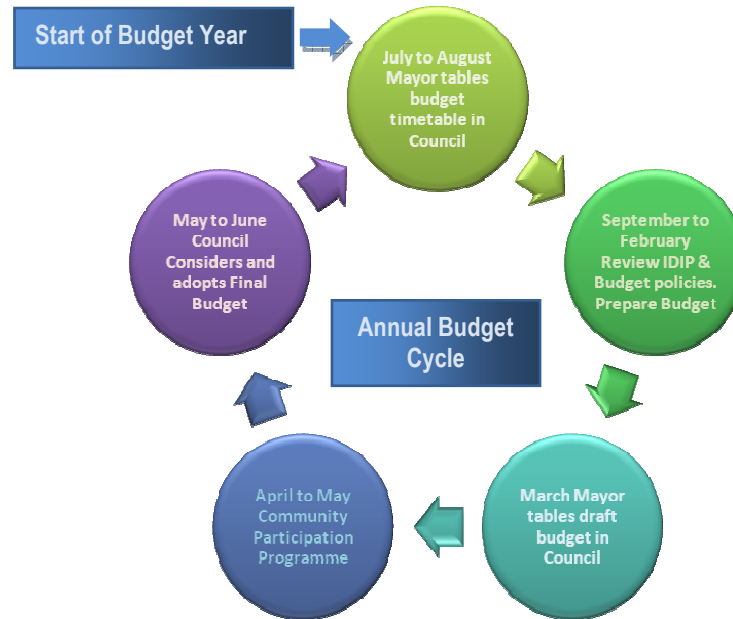 Start of Budget Year
July to August
Mayor tables
budget
timetable in
Council
September to
February
Review IDIP &
Budget policies.
Prepare Budget
March Mayor
tables draft
budget in
Council
April to May
Community
Participation
Programme
May to June
Council
Considers and
adopts Final
Budget
Annual Budget
Cycle